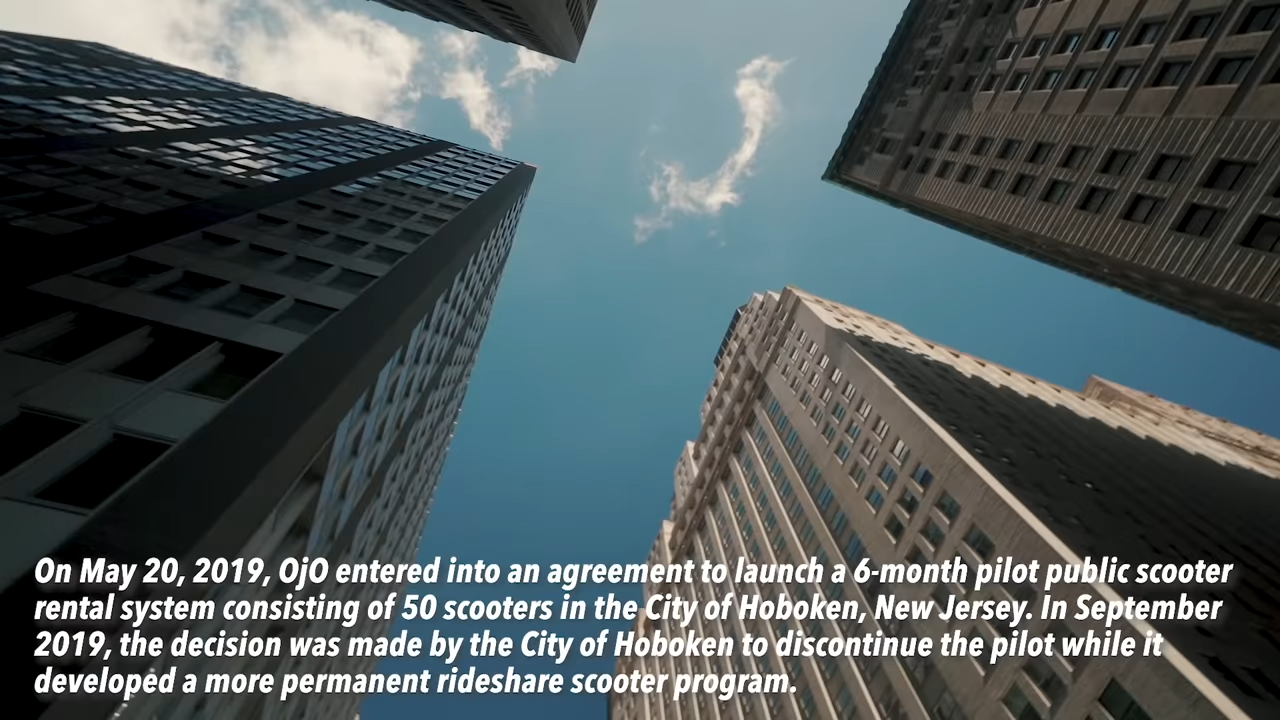 On May 20, 2019, OjO entered into an agreement to launch a 6-month pilot public scooter
rental system consisting of 50 scooters in the City of Hoboken, New Jersey. In September
2019, the decision was made by the City of Hoboken to discontinue the pilot while it
developed a more permanent rideshare scooter program.